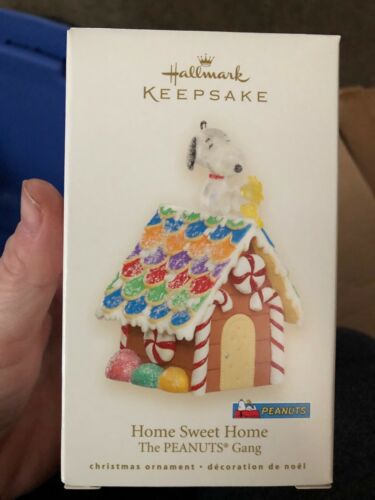 Hallmark
KEEPSAKE
PEANUTS
Home Sweet Home
The PEANUTS® Gang
christmas ornament • décoration de noël